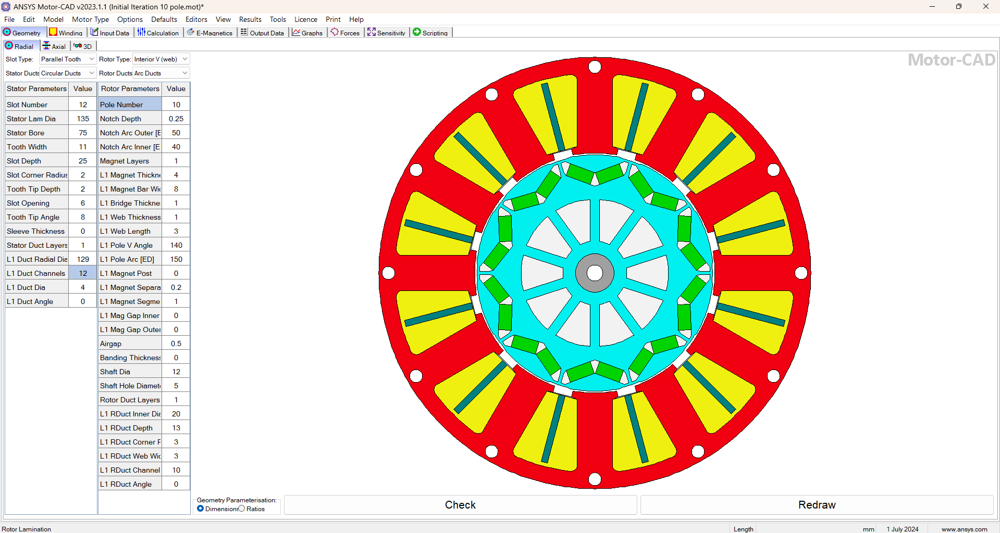 ANSYS Motor-CAD v2023.1.1 (Initial Iteration 10 pole.mot)*
File Edit Model Motor Type Options Defaults Editors View Results Tools Licence Print Help
Geometry Winding Input Data Calculation E-Magnetics Output Data Graphs Forces Sensitivity Scripting
Radial Axial 3D
Slot Type: Parallel Tooth Rotor Type: Interior V (web)
Stator Ducts Circular Ducts Rotor Ducts Arc Ducts
Motor-CAD
Stator Parameters Value Rotor Parameters Value
Slot Number 12 Pole Number 10
Stator Lam Dia 135 Notch Depth 0.25
Stator Bore 75 Notch Arc Outer [E 50
Tooth Width 11 Notch Arc Inner [E 40
Slot Depth 25 Magnet Layers 1
Slot Corner Radius 2 L1 Magnet Thickne 4
Tooth Tip Depth 2 L1 Magnet Bar Wi 8
Slot Opening 6 L1 Bridge Thickne 1
Tooth Tip Angle 8 L1 Web Thickness 1
Sleeve Thickness 0 L1 Web Length 3
Stator Duct Layers 1 L1 Pole V Angle 140
L1 Duct Radial Dia 129 L1 Pole Arc [ED] 150
L1 Duct Channels 12 L1 Magnet Post 0
L1 Duct Dia 4 L1 Magnet Separa 0.2
L1 Duct Angle 0 L1 Magnet Segme 1
L1 Mag Gap Inner 0
L1 Mag Gap Outer 0
Airgap 0.5
Banding Thickness 0
Shaft Dia 12
Shaft Hole Diamet 5
Rotor Duct Layers 1
L1 RDuct Inner Dia 20
L1 RDuct Depth 13
L1 RDuct Corner F 3
L1 RDuct Web Wi 3
L1 RDuct Channel 10
L1 RDuct Angle 0
Geometry Parameterisation:
Dimensions Ratios
Check
Redraw
Rotor Lamination Length mm 1 July 2024 www.ansys.com